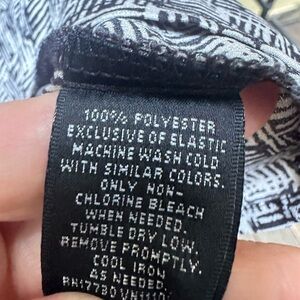 100% POLYESTER
EXCLUSIVE OF ELASTIC
MACHINE WASH COLD
WITH SIMILAR COLORS.
ONLY NON-
CHLORINE BLEACH
WHEN NEEDED.
TUMBLE DRY LOW.
REMOVE PROMPTLY.
COOL IRON
AS NEEDED.